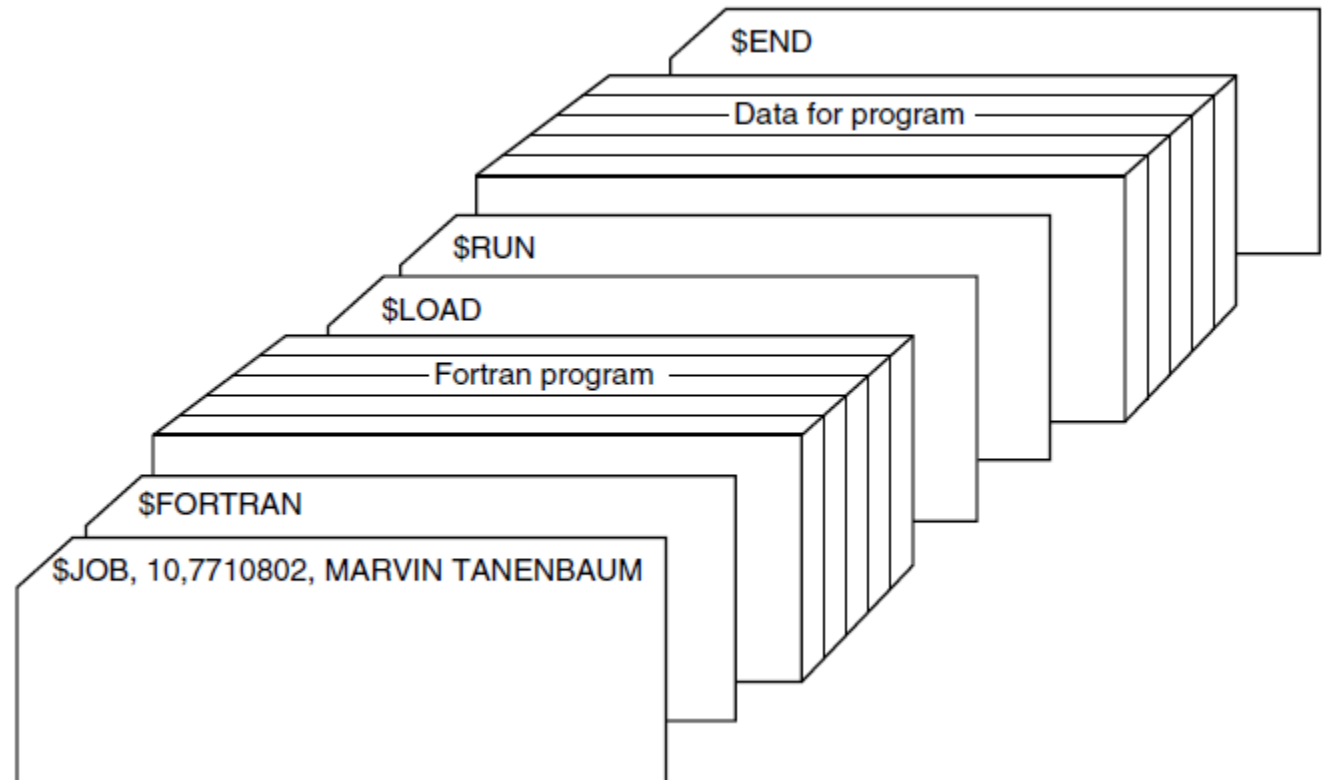 $END
Data for program
$RUN
$LOAD
Fortran program
$FORTRAN
$JOB, 10,7710802, MARVIN TANENBAUM